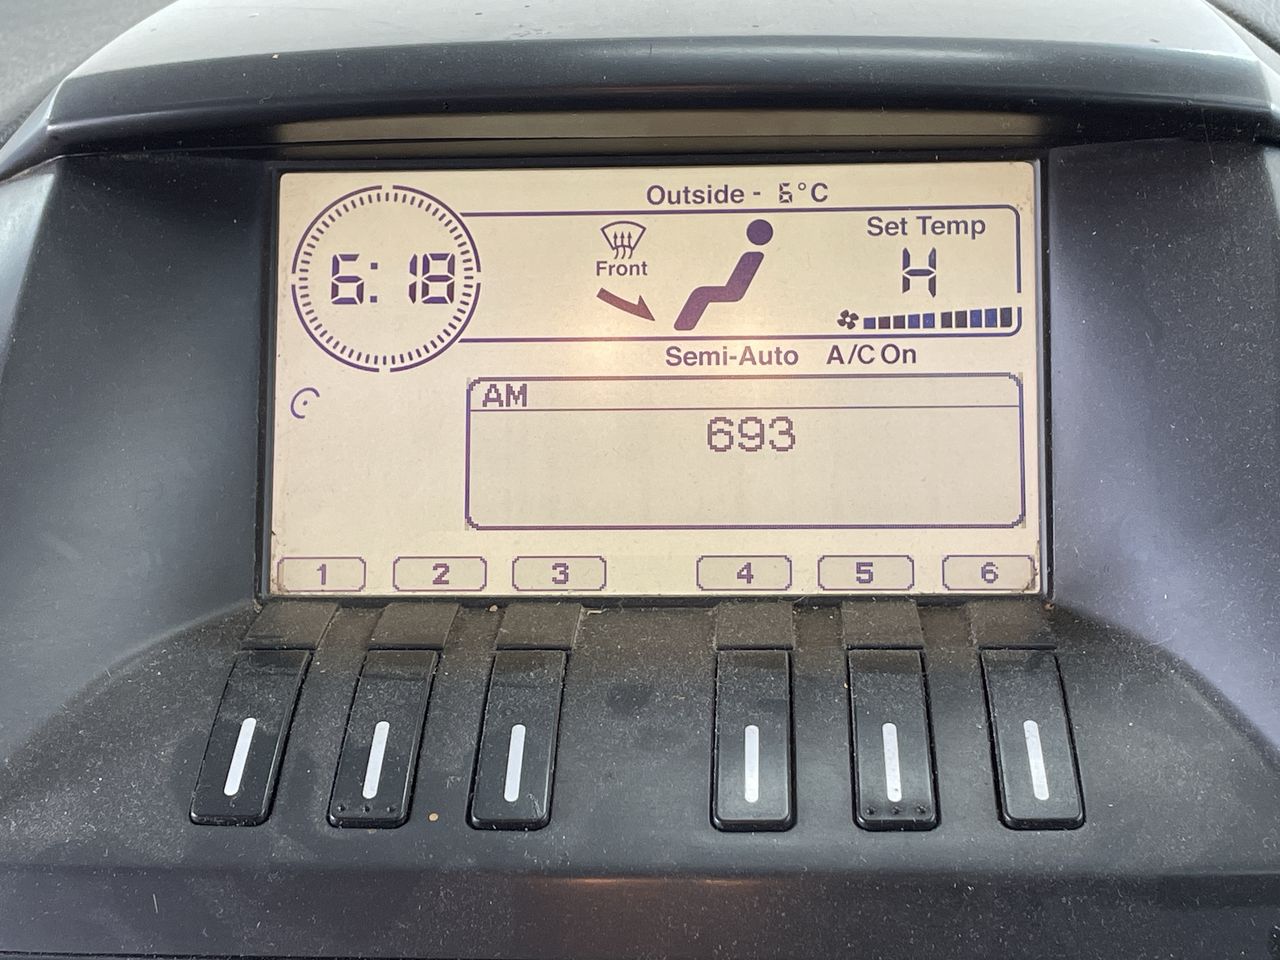 Outside - 6°C
6:18
Front
Set Temp
H
Semi-Auto A/C On
AM
693
1 2 3 4 5 6